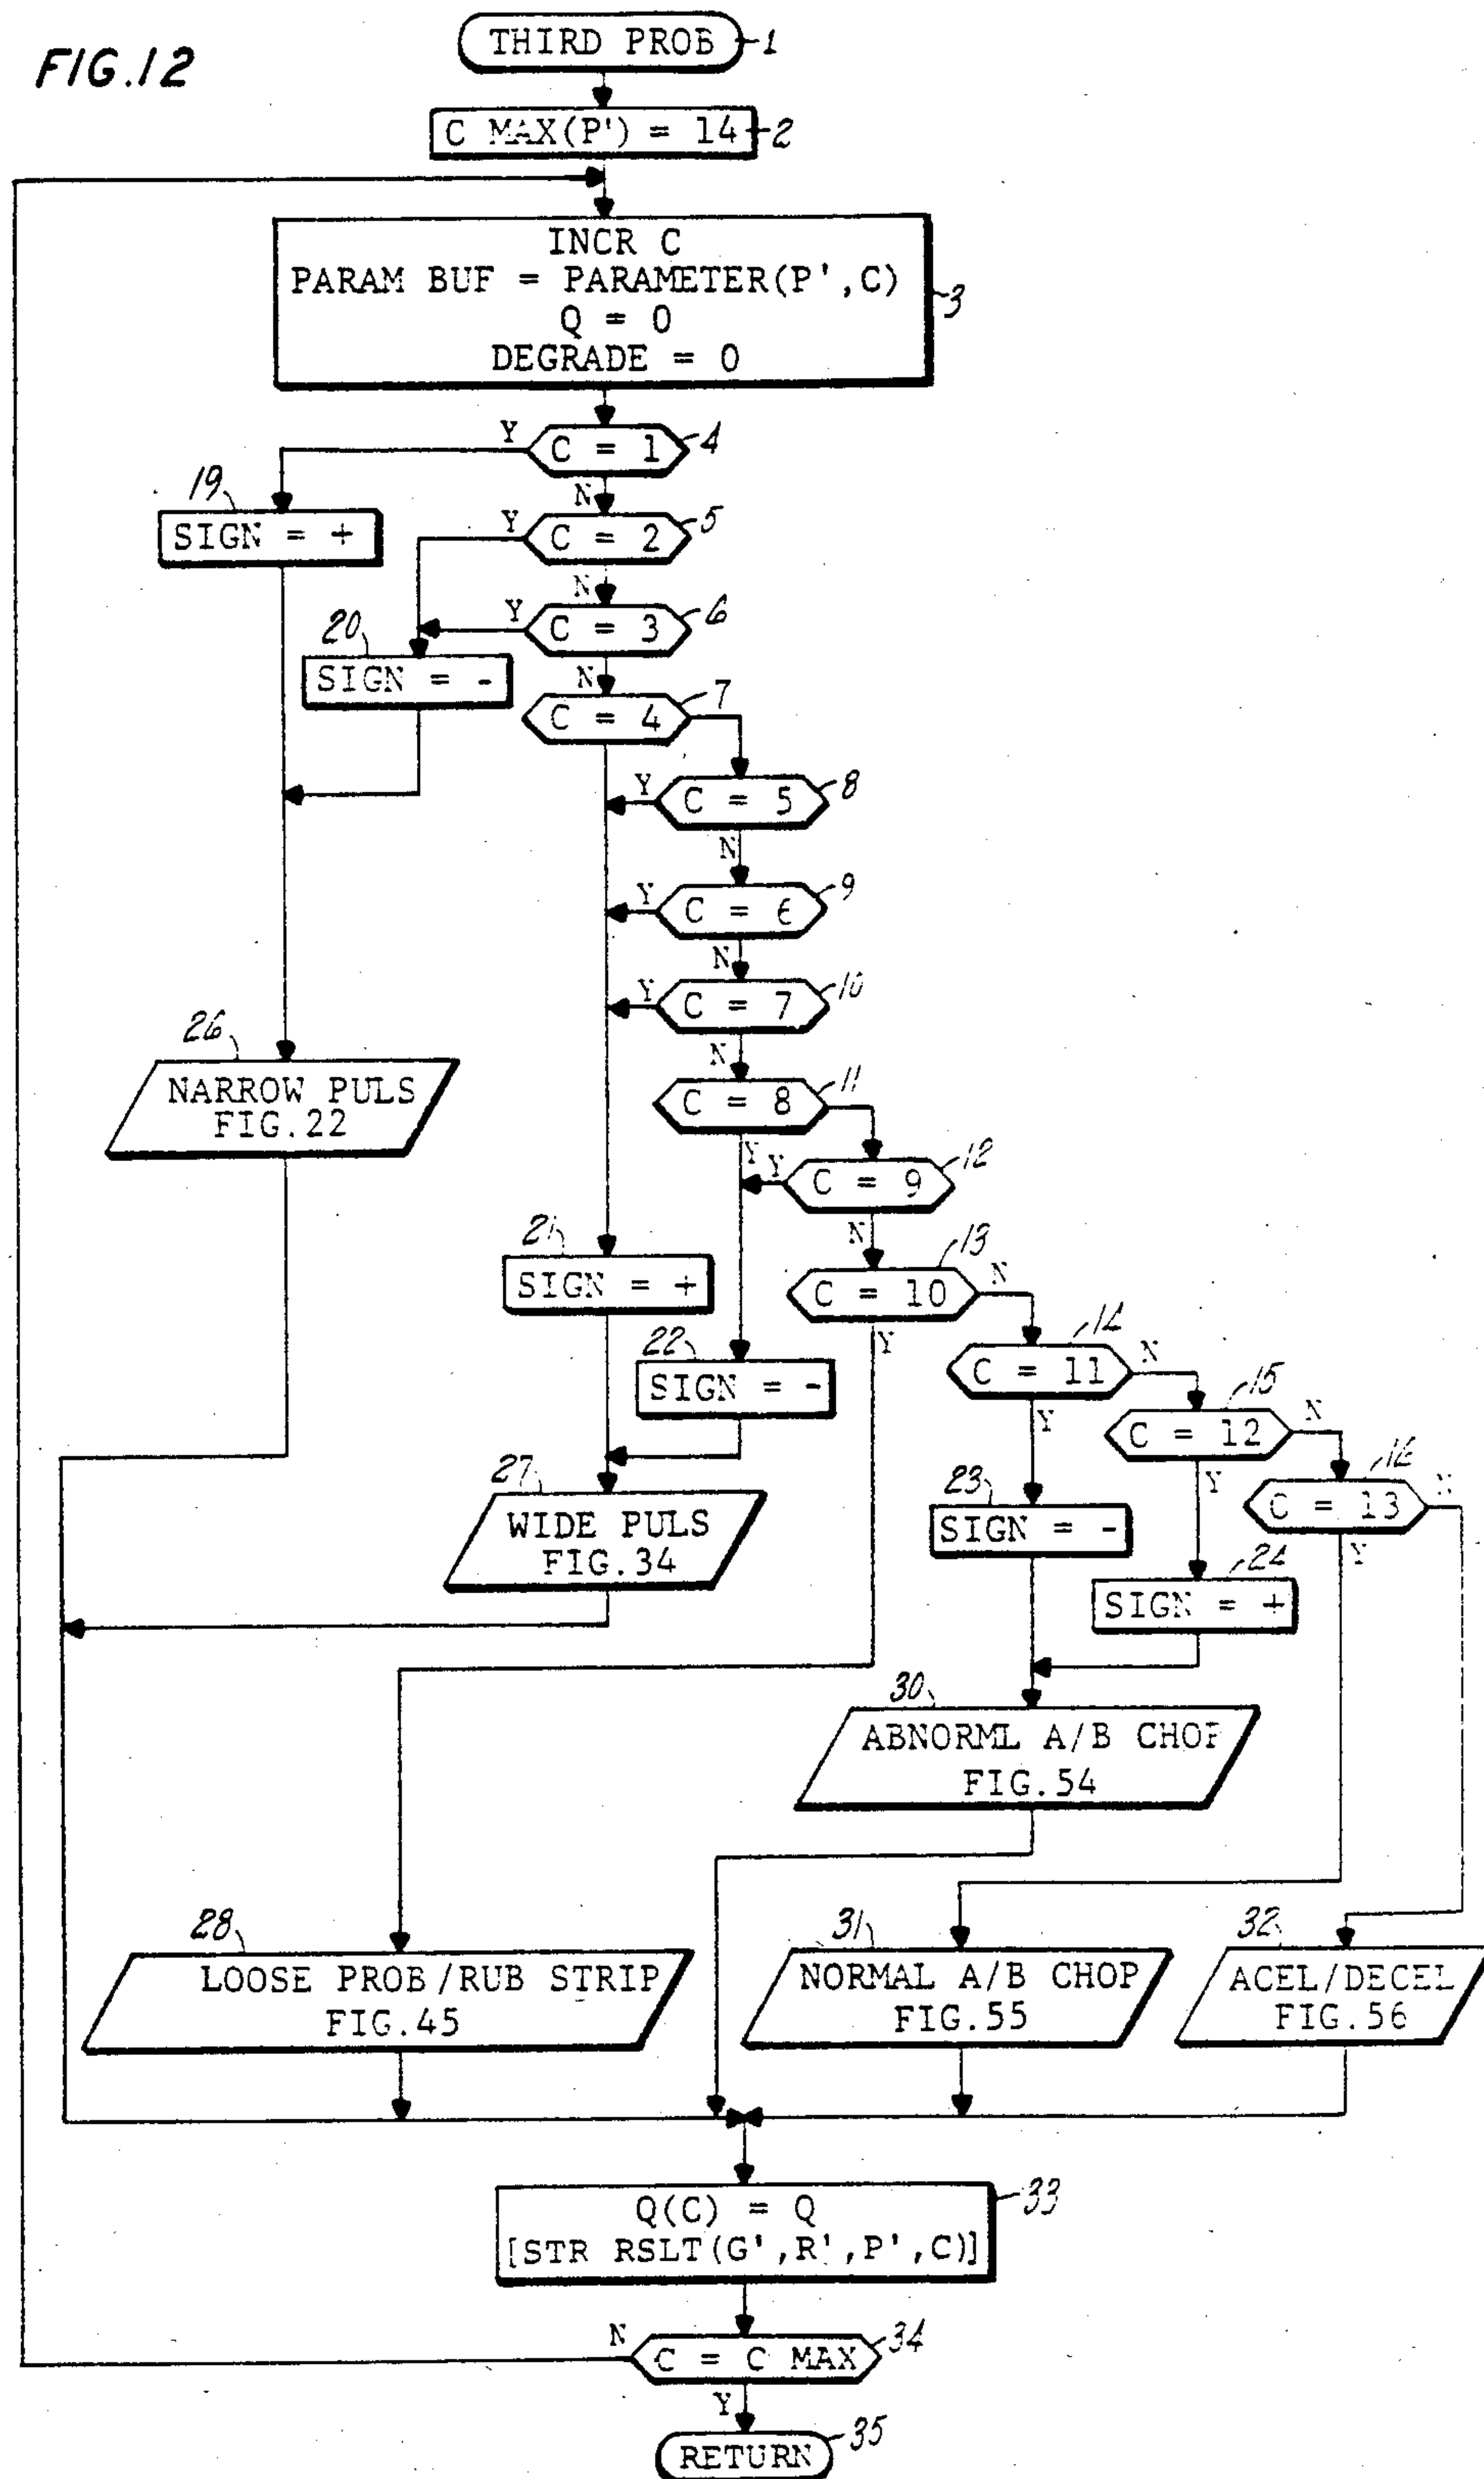 FIG.12
THIRD PROB
1
C MAX(P') = 14
2
INCR C
PARAM BUF = PARAMETER(P',C)
Q = 0
DEGRADE = 0
3
Y
C = 1
4
N
19
SIGN = +
Y
C = 2
5
N
Y
C = 3
6
20
SIGN = -
N
C = 4
7
Y
C = 5
8
N
Y
C = 6
9
N
Y
C = 7
10
N
C = 8
11
Y
Y
C = 9
12
N
21
SIGN = +
C = 10
13
N
Y
26
NARROW PULS
FIG.22
22
SIGN = -
C = 11
14
N
Y
C = 12
15
N
Y
C = 13
16
N
Y
27
WIDE PULS
FIG.34
23
SIGN = -
24
SIGN = +
30
ABNORML A/B CHOP
FIG.54
28
LOOSE PROB/RUB STRIP
FIG.45
31
NORMAL A/B CHOP
FIG.55
32
ACEL/DECEL
FIG.56
Q(C) = Q
[STR RSLT(G',R',P',C)]
33
N
C = C MAX
34
Y
RETURN
35